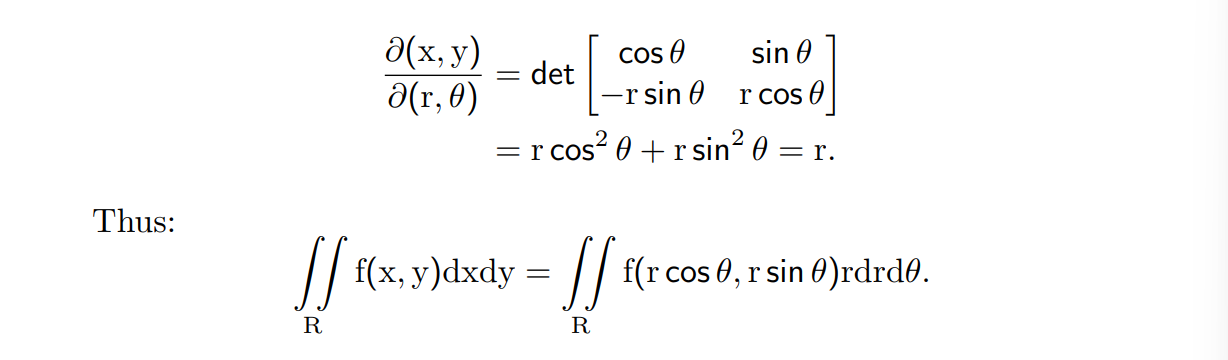 ∂(x, y)/∂(r, θ) = det [ cos θ sin θ ; −r sin θ r cos θ ]
= r cos² θ + r sin² θ = r.
Thus:
∬_R f(x, y)dxdy = ∬_R f(r cos θ, r sin θ)rdrdθ.